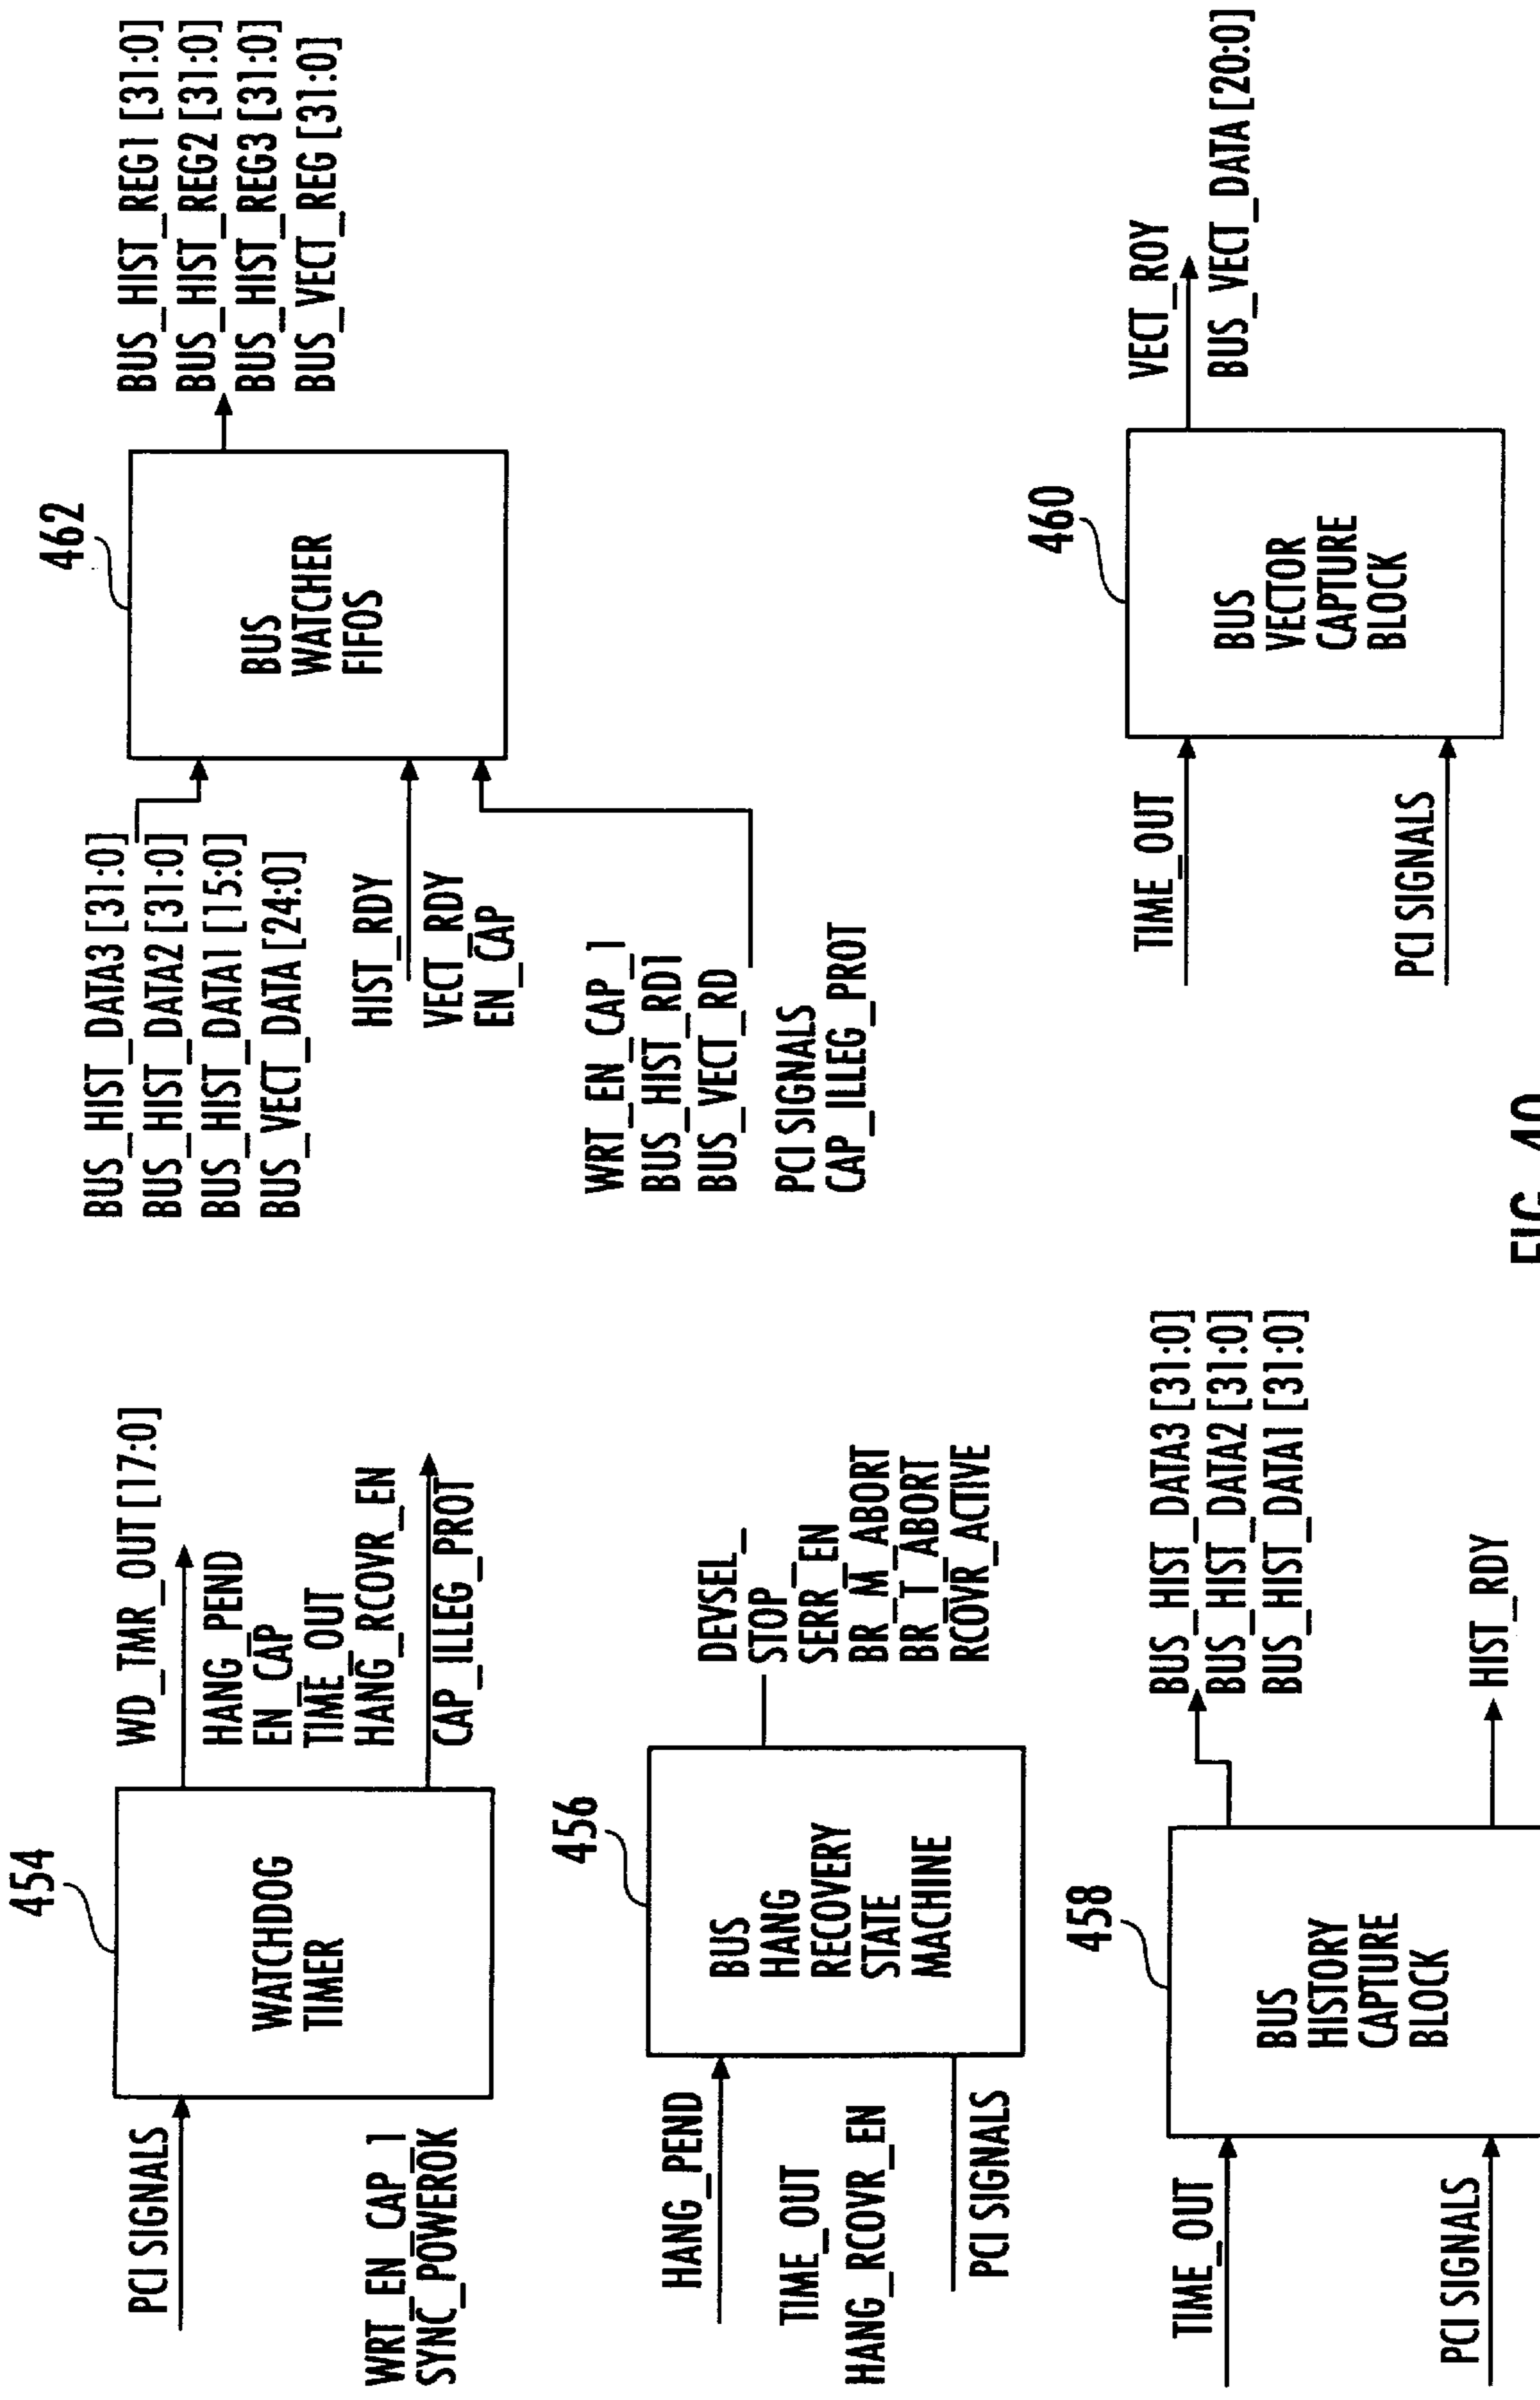 454
WATCHDOG
TIMER
PCI SIGNALS
WRT_EN_CAP_1
SYNC_POWEROK
WD_TMR_OUT [17:0]
HANG_PEND
EN_CAP
TIME_OUT
HANG_RCOVR_EN
CAP_ILLEG_PROT
456
BUS
HANG
RECOVERY
STATE
MACHINE
HANG_PEND
TIME_OUT
HANG_RCOVR_EN
PCI SIGNALS
DEVSEL_
STOP_
SERR_EN
BR_M_ABORT
BR_T_ABORT
RCOVR_ACTIVE
458
BUS
HISTORY
CAPTURE
BLOCK
TIME_OUT
PCI SIGNALS
BUS_HIST_DATA3 [31:0]
BUS_HIST_DATA2 [31:0]
BUS_HIST_DATA1 [31:0]
HIST_RDY
462
BUS
WATCHER
FIFOS
BUS_HIST_DATA3 [31:0]
BUS_HIST_DATA2 [31:0]
BUS_HIST_DATA1 [15:0]
BUS_VECT_DATA [24:0]
HIST_RDY
VECT_RDY
EN_CAP
WRT_EN_CAP_1
BUS_HIST_RD1
BUS_VECT_RD
PCI SIGNALS
CAP_ILLEG_PROT
BUS_HIST_REG1 [31:0]
BUS_HIST_REG2 [31:0]
BUS_HIST_REG3 [31:0]
BUS_VECT_REG [31:0]
460
BUS
VECTOR
CAPTURE
BLOCK
TIME_OUT
PCI SIGNALS
VECT_ROY
BUS_VECT_DATA [20:0]
FIG. 40